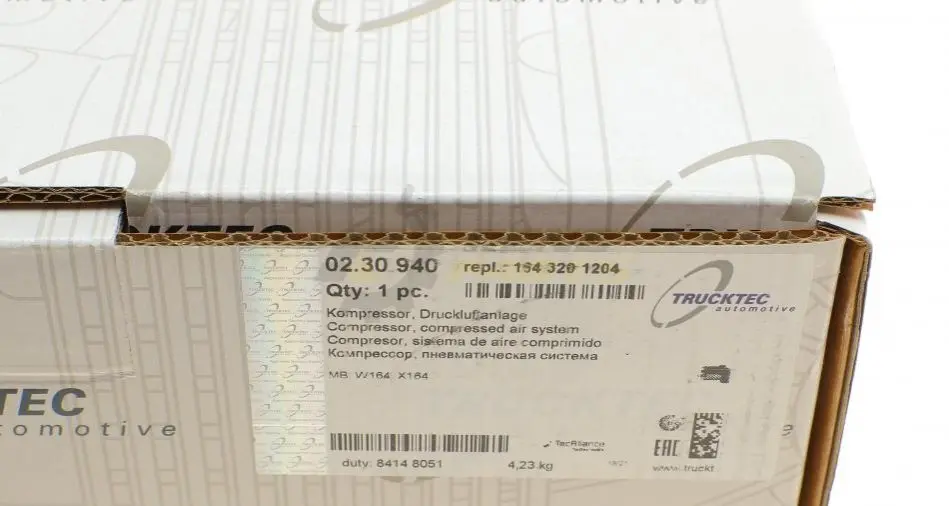 automotive
02.30 940 repl.: 164 320 1204
Qty: 1 pc.
Kompressor, Druckluftanlage
Compressor, compressed air system
Compresor, sistema de aire comprimido
Компрессор, пневматическая система
MB: W164, X164
TRUCKTEC
automotive
TEC
tomotive
TecAlliance
EAC
duty: 8414 8051 4,23 kg
www.truckt